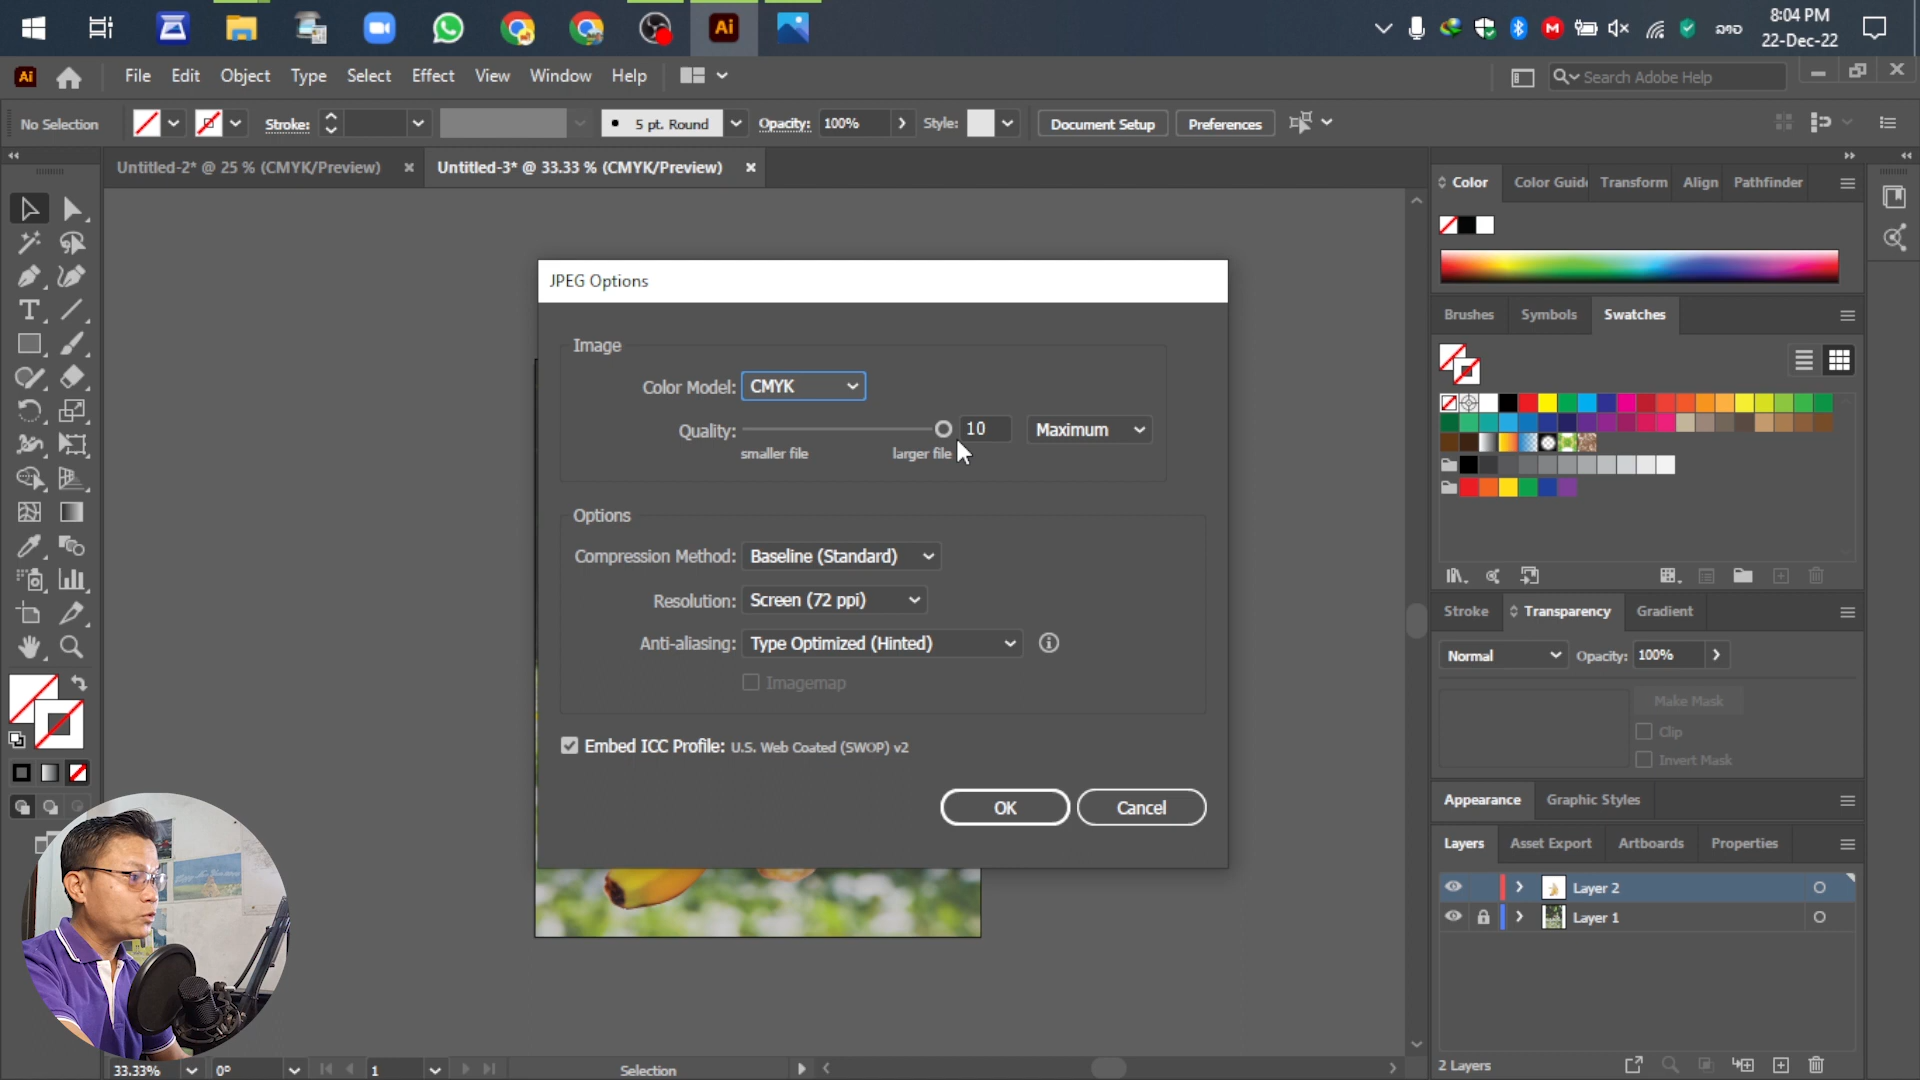 8:04 PM
22-Dec-22
ລາວ
Ai
File Edit Object Type Select Effect View Window Help
Search Adobe Help
No Selection
Stroke:
5 pt. Round
Opacity: 100%
Style:
Document Setup
Preferences
Untitled-2* @ 25 % (CMYK/Preview)
Untitled-3* @ 33.33 % (CMYK/Preview)
JPEG Options
Image
Color Model: CMYK
Quality: 10 Maximum
smaller file larger file
Options
Compression Method: Baseline (Standard)
Resolution: Screen (72 ppi)
Anti-aliasing: Type Optimized (Hinted)
Imagemap
Embed ICC Profile: U.S. Web Coated (SWOP) v2
OK
Cancel
Color Color Guide Transform Align Pathfinder
Brushes Symbols Swatches
Stroke Transparency Gradient
Normal
Opacity: 100%
Make Mask
Clip
Invert Mask
Appearance Graphic Styles
Layers Asset Export Artboards Properties
Layer 2
Layer 1
2 Layers
33.33%
0°
1
Selection